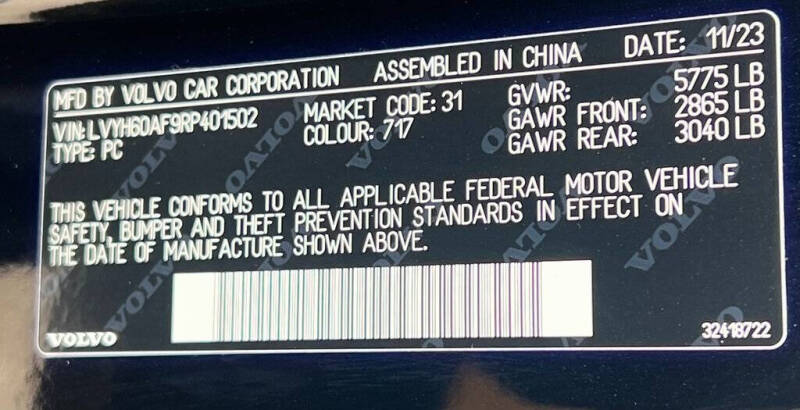 MFD BY VOLVO CAR CORPORATION ASSEMBLED IN CHINA DATE: 11/23
VIN: LVYH60AF9RP401502 MARKET CODE: 31 GVWR: 5775 LB
TYPE: PC COLOUR: 717 GAWR FRONT: 2865 LB
GAWR REAR: 3040 LB
THIS VEHICLE CONFORMS TO ALL APPLICABLE FEDERAL MOTOR VEHICLE
SAFETY, BUMPER AND THEFT PREVENTION STANDARDS IN EFFECT ON
THE DATE OF MANUFACTURE SHOWN ABOVE.
VOLVO 32418722